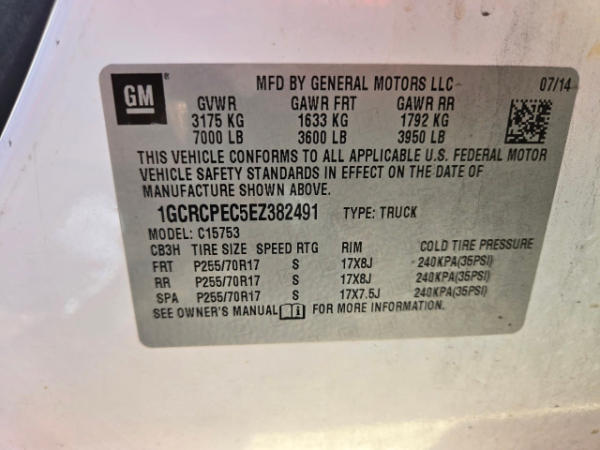 GM ®
MFD BY GENERAL MOTORS LLC 07/14
GVWR GAWR FRT GAWR RR
3175 KG 1633 KG 1792 KG
7000 LB 3600 LB 3950 LB
THIS VEHICLE CONFORMS TO ALL APPLICABLE U.S. FEDERAL MOTOR
VEHICLE SAFETY STANDARDS IN EFFECT ON THE DATE OF
MANUFACTURE SHOWN ABOVE.
1GCRCPEC5EZ382491 TYPE: TRUCK
MODEL: C15753
CB3H TIRE SIZE SPEED RTG RIM COLD TIRE PRESSURE
FRT P255/70R17 S 17X8J 240KPA(35PSI)
RR P255/70R17 S 17X8J 240KPA(35PSI)
SPA P255/70R17 S 17X7.5J 240KPA(35PSI)
SEE OWNER'S MANUAL FOR MORE INFORMATION.